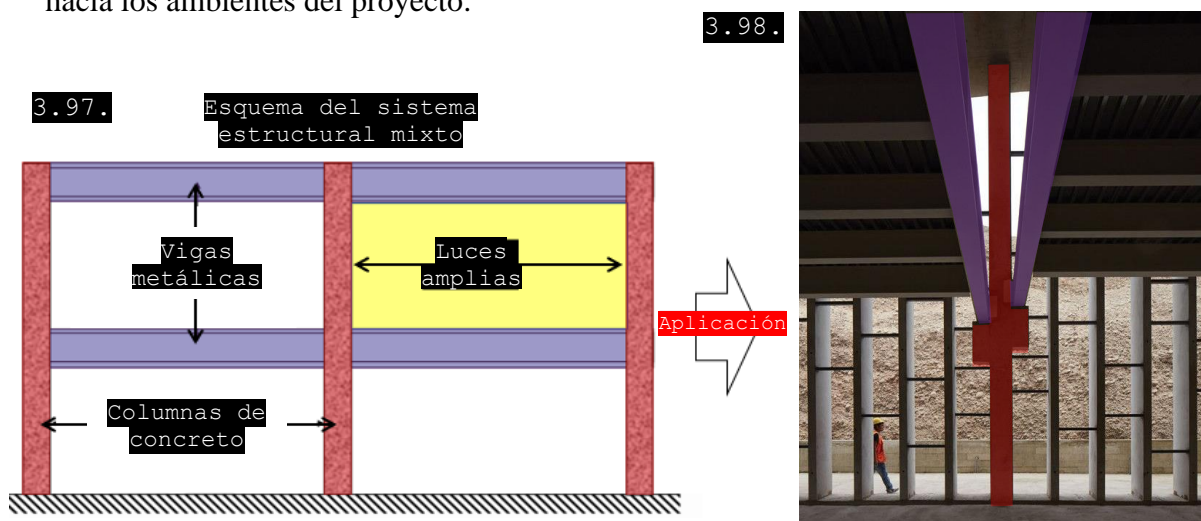 hacia los ambientes del proyecto.
3.98.
3.97.
Esquema del sistema
estructural mixto
Vigas
metálicas
Luces
amplias
Aplicación
Columnas de
concreto